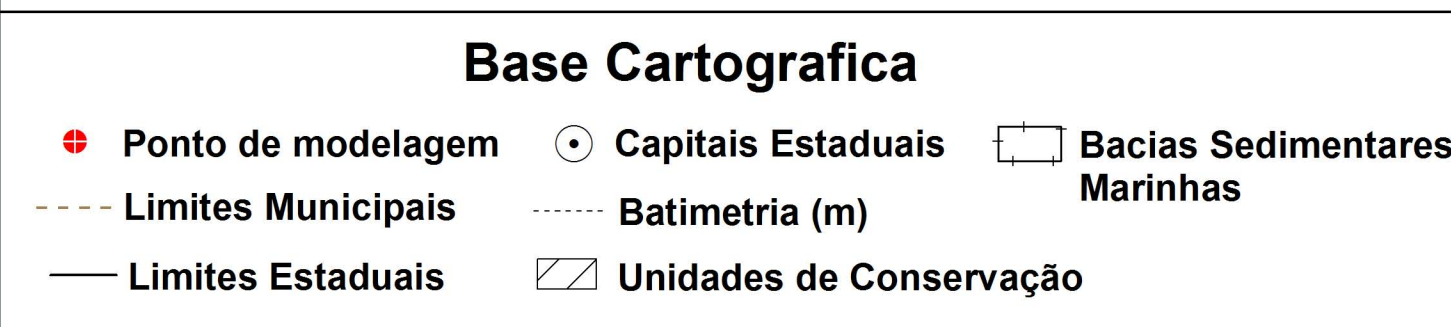 Base Cartografica
Ponto de modelagem
Limites Municipais
Limites Estaduais
Capitais Estaduais
Batimetria (m)
Unidades de Conservação
Bacias Sedimentares
Marinhas